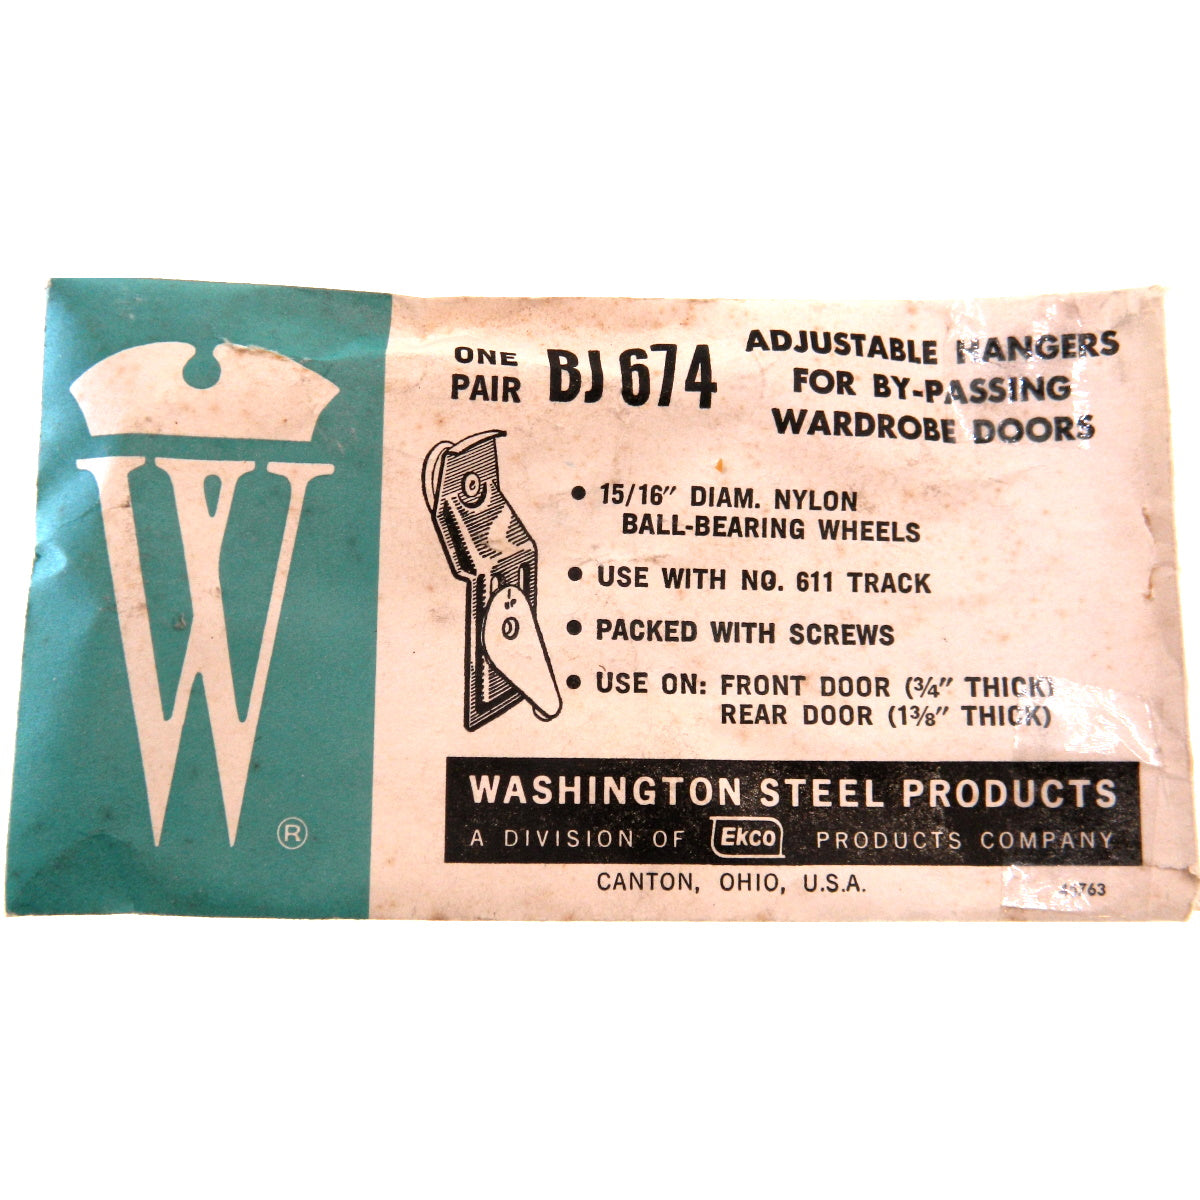 W
®
ONE
PAIR
BJ 674
ADJUSTABLE HANGERS
FOR BY-PASSING
WARDROBE DOORS
UP
• 15/16" DIAM. NYLON
BALL-BEARING WHEELS
• USE WITH NO. 611 TRACK
• PACKED WITH SCREWS
• USE ON: FRONT DOOR (3/4" THICK)
REAR DOOR (1 3/8" THICK)
WASHINGTON STEEL PRODUCTS
A DIVISION OF EKCO PRODUCTS COMPANY
CANTON, OHIO, U.S.A.